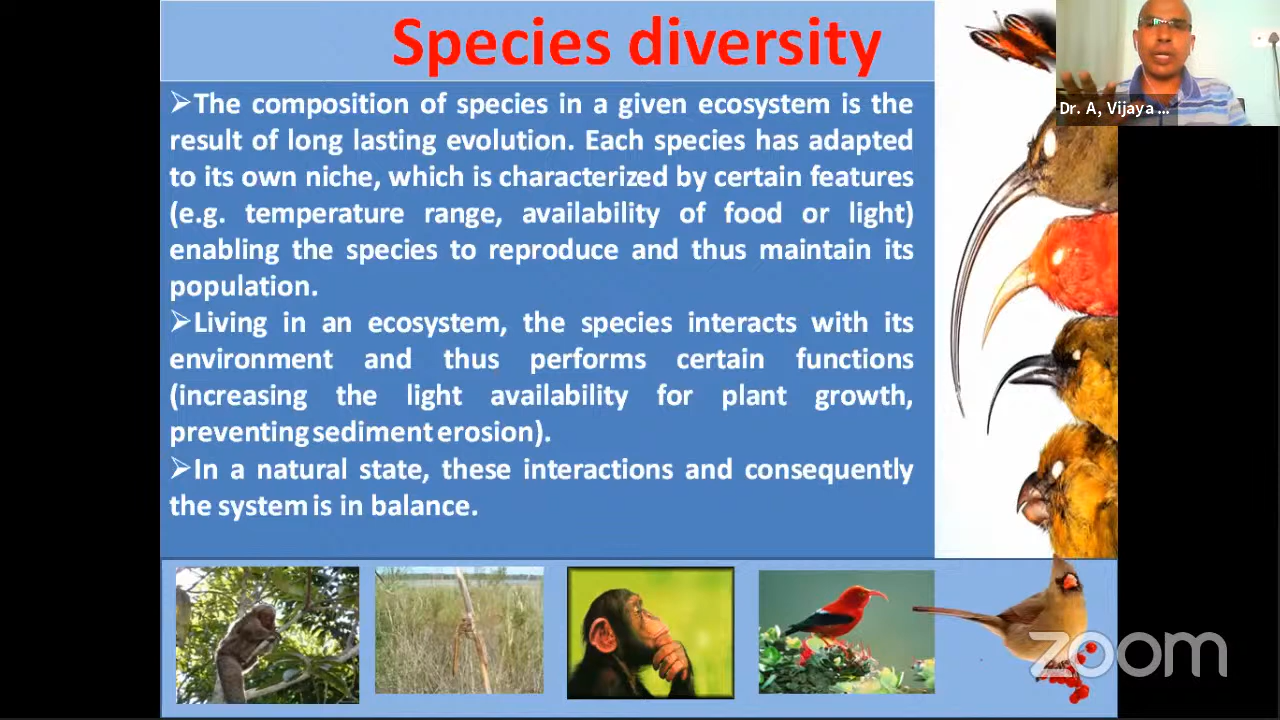 Species diversity
➢The composition of species in a given ecosystem is the
result of long lasting evolution. Each species has adapted
to its own niche, which is characterized by certain features
(e.g. temperature range, availability of food or light)
enabling the species to reproduce and thus maintain its
population.
➢Living in an ecosystem, the species interacts with its
environment and thus performs certain functions
(increasing the light availability for plant growth,
preventing sediment erosion).
➢In a natural state, these interactions and consequently
the system is in balance.
Dr. A, Vijaya ...
zoom